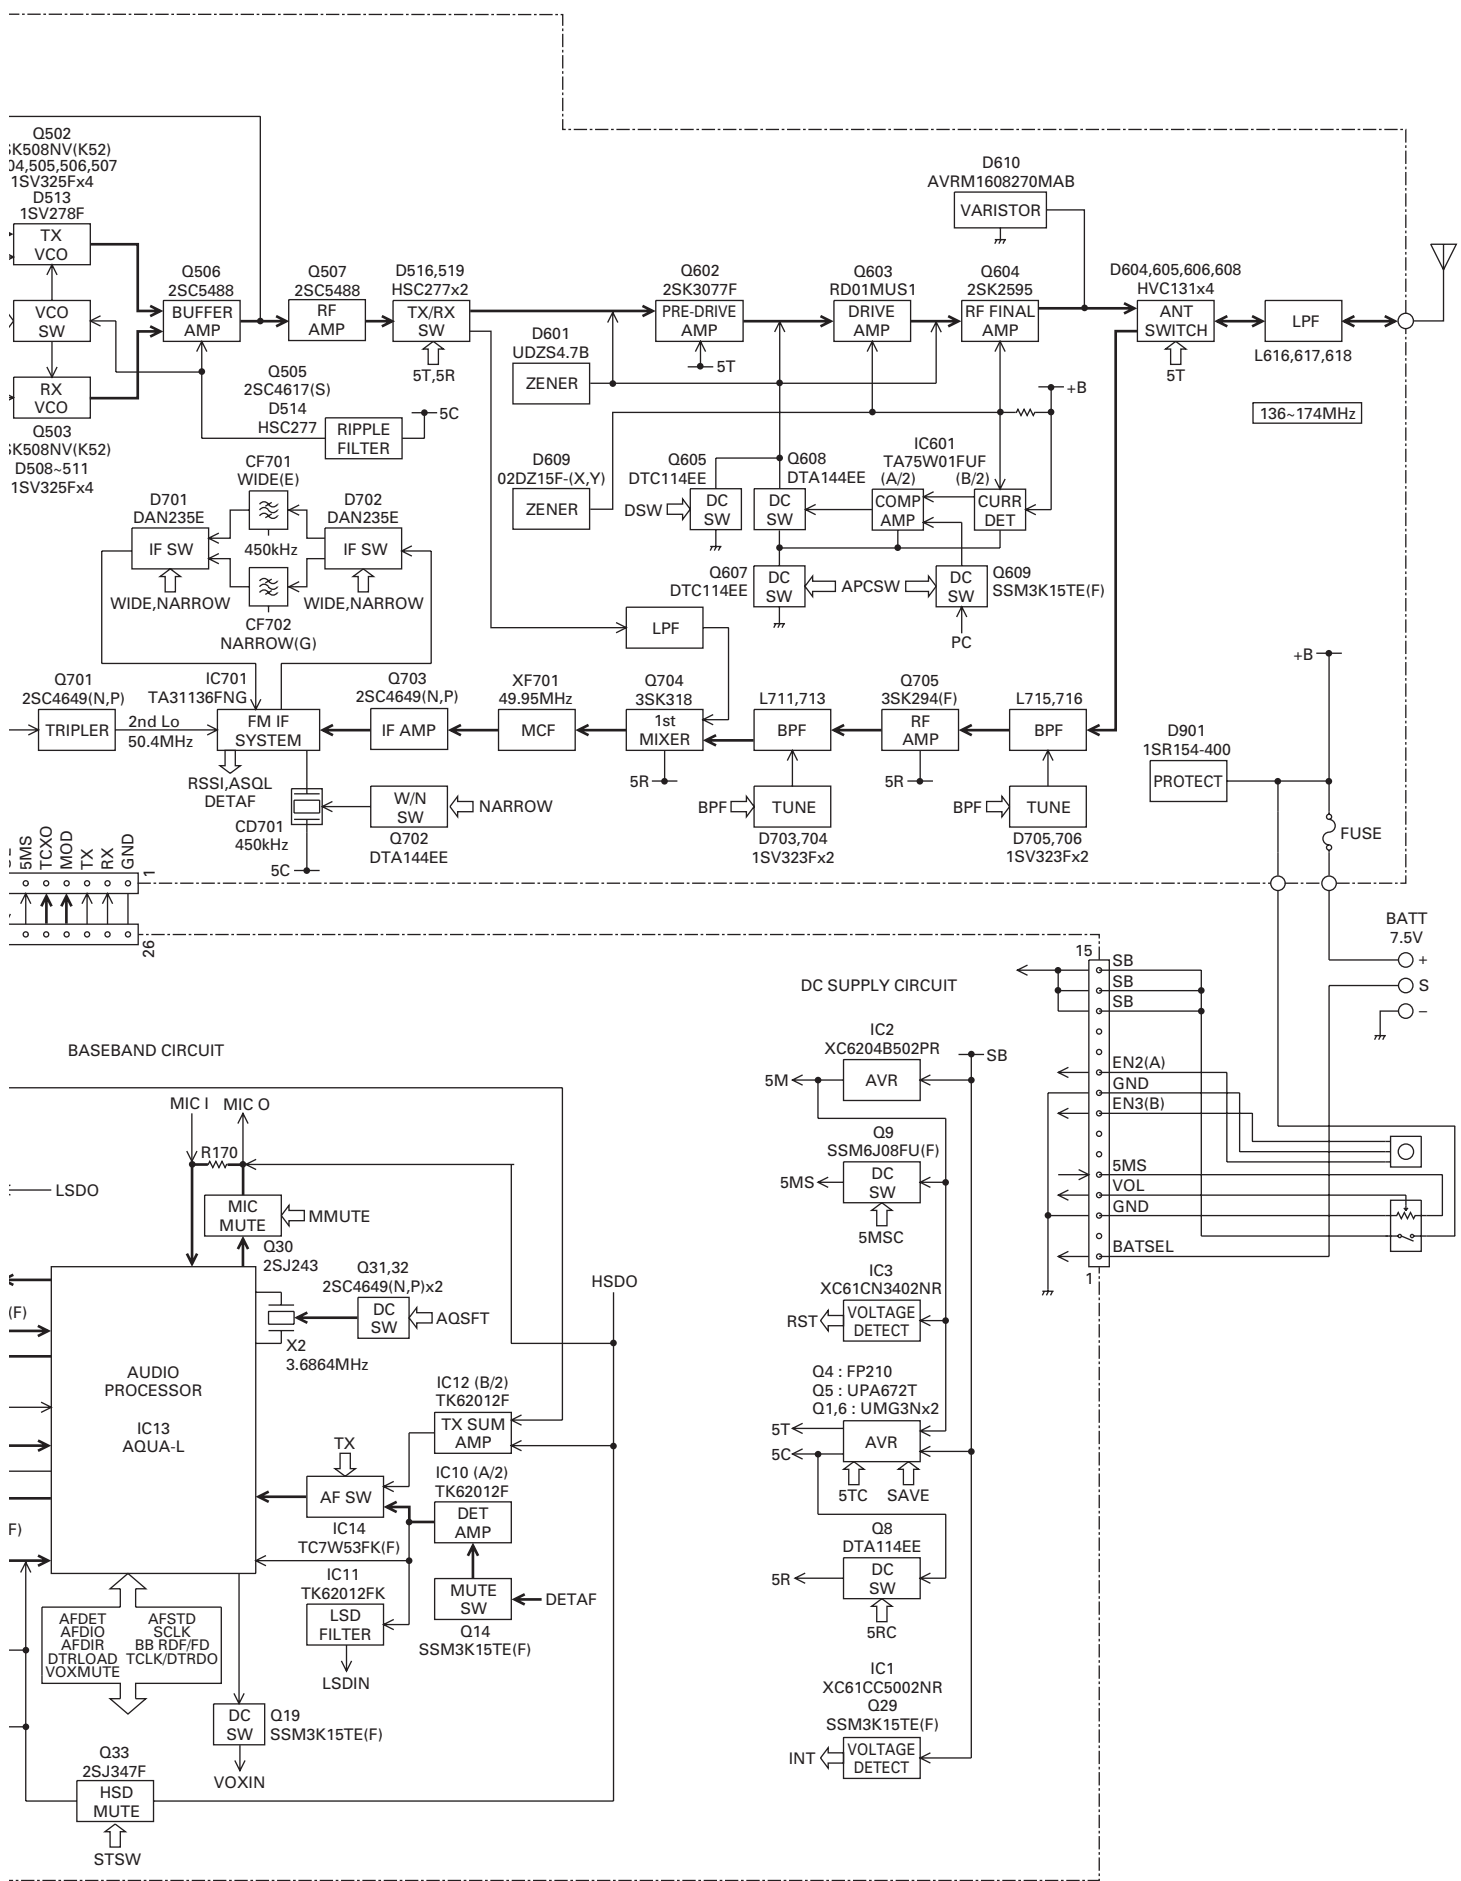 Q502
SK508NV(K52)
04,505,506,507
1SV325Fx4
D513
1SV278F
TX
VCO
VCO
SW
RX
VCO
Q503
SK508NV(K52)
D508~511
1SV325Fx4
Q506
2SC5488
BUFFER
AMP
Q507
2SC5488
RF
AMP
D516,519
HSC277x2
TX/RX
SW
5T,5R
Q505
2SC4617(S)
D514
HSC277
RIPPLE
FILTER
5C
D601
UDZS4.7B
ZENER
Q602
2SK3077F
PRE-DRIVE
AMP
5T
Q603
RD01MUS1
DRIVE
AMP
Q604
2SK2595
RF FINAL
AMP
D610
AVRM1608270MAB
VARISTOR
D604,605,606,608
HVC131x4
ANT
SWITCH
5T
LPF
L616,617,618
136~174MHz
+B
D609
02DZ15F-(X,Y)
ZENER
Q605
DTC114EE
DSW
DC
SW
Q608
DTA144EE
DC
SW
IC601
TA75W01FUF
(A/2)
(B/2)
COMP
AMP
CURR
DET
Q607
DTC114EE
DC
SW
APCSW
DC
SW
Q609
SSM3K15TE(F)
PC
CF701
WIDE(E)
450kHz
D701
DAN235E
IF SW
WIDE,NARROW
D702
DAN235E
IF SW
WIDE,NARROW
CF702
NARROW(G)
LPF
Q701
2SC4649(N,P)
TRIPLER
2nd Lo
50.4MHz
IC701
TA31136FNG
FM IF
SYSTEM
RSSI,ASQL
DETAF
Q703
2SC4649(N,P)
IF AMP
XF701
49.95MHz
MCF
Q704
3SK318
1st
MIXER
5R
L711,713
BPF
Q705
3SK294(F)
RF
AMP
5R
L715,716
BPF
+B
D901
1SR154-400
PROTECT
FUSE
CD701
450kHz
5C
W/N
SW
NARROW
Q702
DTA144EE
BPF
TUNE
D703,704
1SV323Fx2
BPF
TUNE
D705,706
1SV323Fx2
5MS
TCXO
MOD
TX
RX
GND
1
26
BATT
7.5V
+
S
–
15
SB
SB
SB
EN2(A)
GND
EN3(B)
5MS
VOL
GND
BATSEL
1
DC SUPPLY CIRCUIT
IC2
XC6204B502PR
SB
5M
AVR
Q9
SSM6J08FU(F)
5MS
DC
SW
5MSC
IC3
XC61CN3402NR
RST
VOLTAGE
DETECT
Q4 : FP210
Q5 : UPA672T
Q1,6 : UMG3Nx2
5T
5C
AVR
5TC
SAVE
Q8
DTA114EE
5R
DC
SW
5RC
IC1
XC61CC5002NR
Q29
SSM3K15TE(F)
INT
VOLTAGE
DETECT
BASEBAND CIRCUIT
MIC I
MIC O
R170
LSDO
MIC
MUTE
MMUTE
Q30
2SJ243
(F)
Q31,32
2SC4649(N,P)x2
DC
SW
AQSFT
X2
3.6864MHz
HSDO
AUDIO
PROCESSOR
IC13
AQUA-L
IC12 (B/2)
TK62012F
TX SUM
AMP
TX
AF SW
IC14
TC7W53FK(F)
IC10 (A/2)
TK62012F
DET
AMP
F)
IC11
TK62012FK
LSD
FILTER
LSDIN
MUTE
SW
DETAF
Q14
SSM3K15TE(F)
AFDET
AFDIO
AFDIR
DTRLOAD
VOXMUTE
AFSTD
SCLK
BB RDF/FD
TCLK/DTRDO
DC
SW
Q19
SSM3K15TE(F)
VOXIN
Q33
2SJ347F
HSD
MUTE
STSW